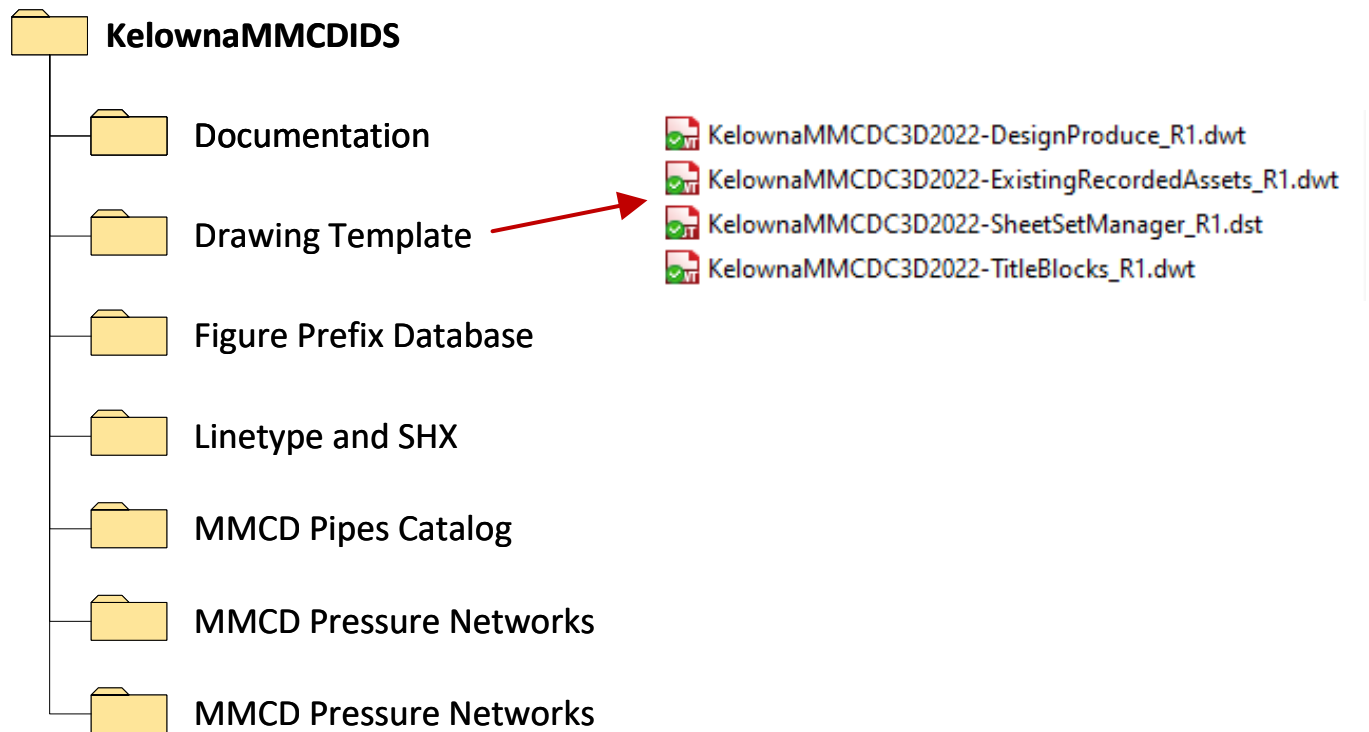 KelownaMMCDIDS
Documentation
Drawing Template
KelownaMMCDC3D2022-DesignProduce_R1.dwt
KelownaMMCDC3D2022-ExistingRecordedAssets_R1.dwt
KelownaMMCDC3D2022-SheetSetManager_R1.dst
KelownaMMCDC3D2022-TitleBlocks_R1.dwt
Figure Prefix Database
Linetype and SHX
MMCD Pipes Catalog
MMCD Pressure Networks
MMCD Pressure Networks